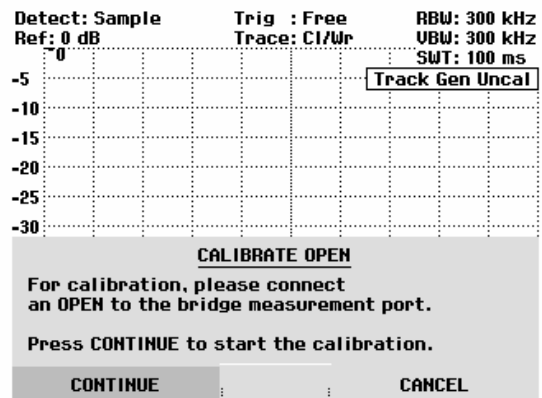 Detect: Sample Trig : Free RBW: 300 kHz
Ref: 0 dB Trace: Cl/Wr VBW: 300 kHz
0 SWT: 100 ms
-5 Track Gen Uncal
-10
-15
-20
-25
-30
CALIBRATE OPEN
For calibration, please connect
an OPEN to the bridge measurement port.
Press CONTINUE to start the calibration.
CONTINUE CANCEL